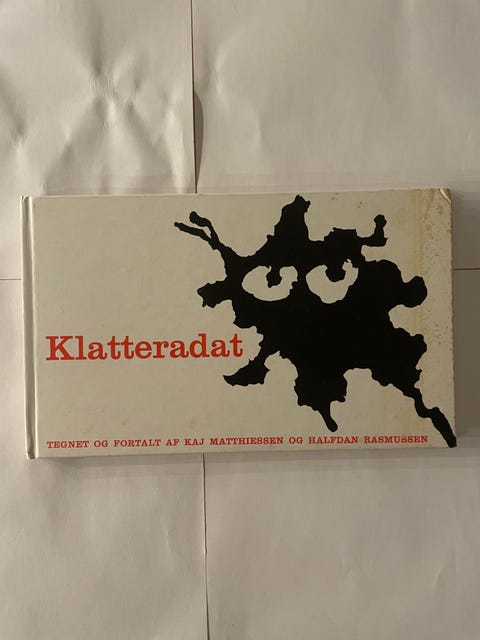 Klatteradat
TEGNET OG FORTALT AF KAJ MATTHIESSEN OG HALFDAN RASMUSSEN